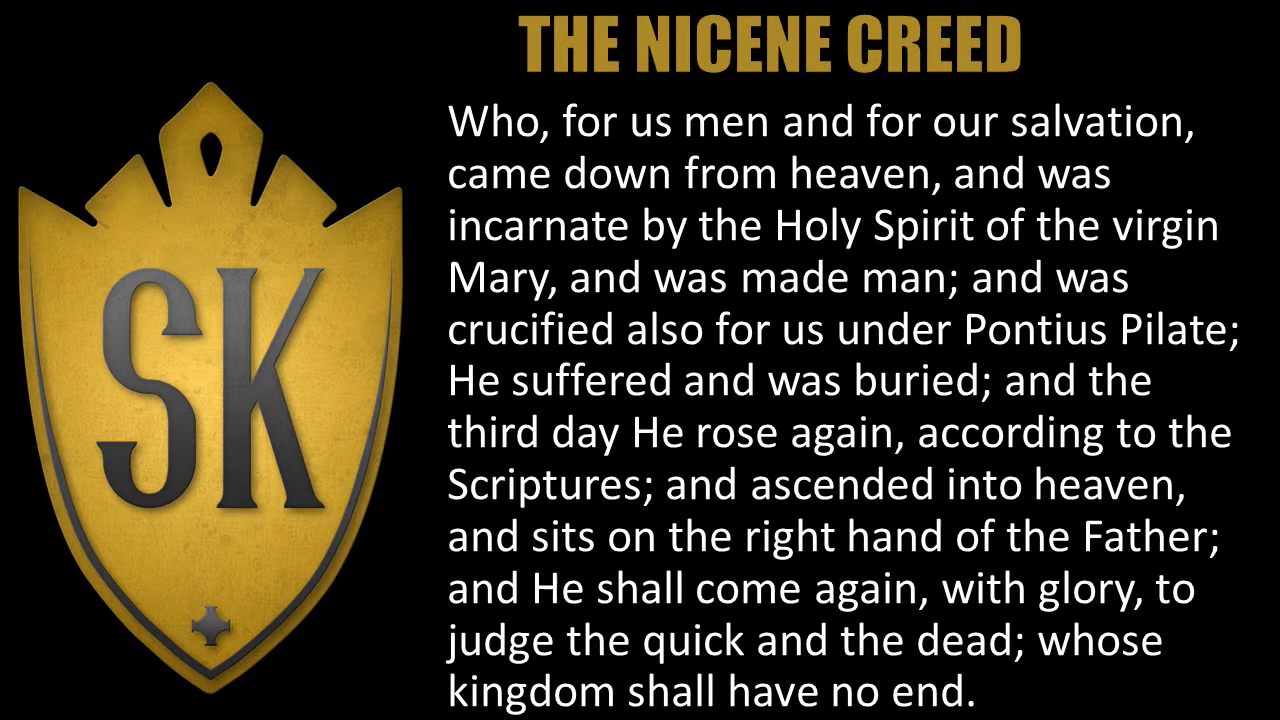 THE NICENE CREED
SK
Who, for us men and for our salvation,
came down from heaven, and was
incarnate by the Holy Spirit of the virgin
Mary, and was made man; and was
crucified also for us under Pontius Pilate;
He suffered and was buried; and the
third day He rose again, according to the
Scriptures; and ascended into heaven,
and sits on the right hand of the Father;
and He shall come again, with glory, to
judge the quick and the dead; whose
kingdom shall have no end.